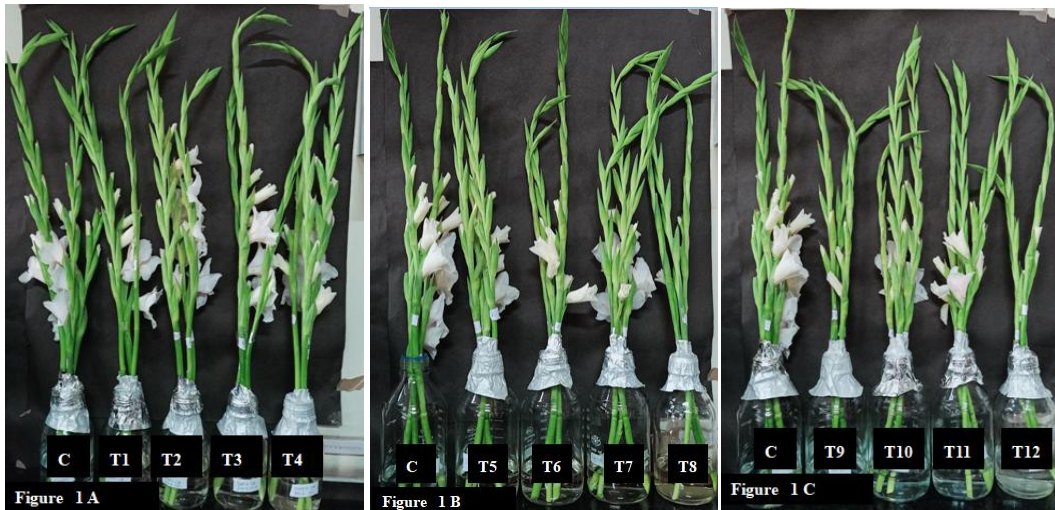 C T1 T2 T3 T4
Figure 1 A
C T5 T6 T7 T8
Figure 1 B
C T9 T10 T11 T12
Figure 1 C